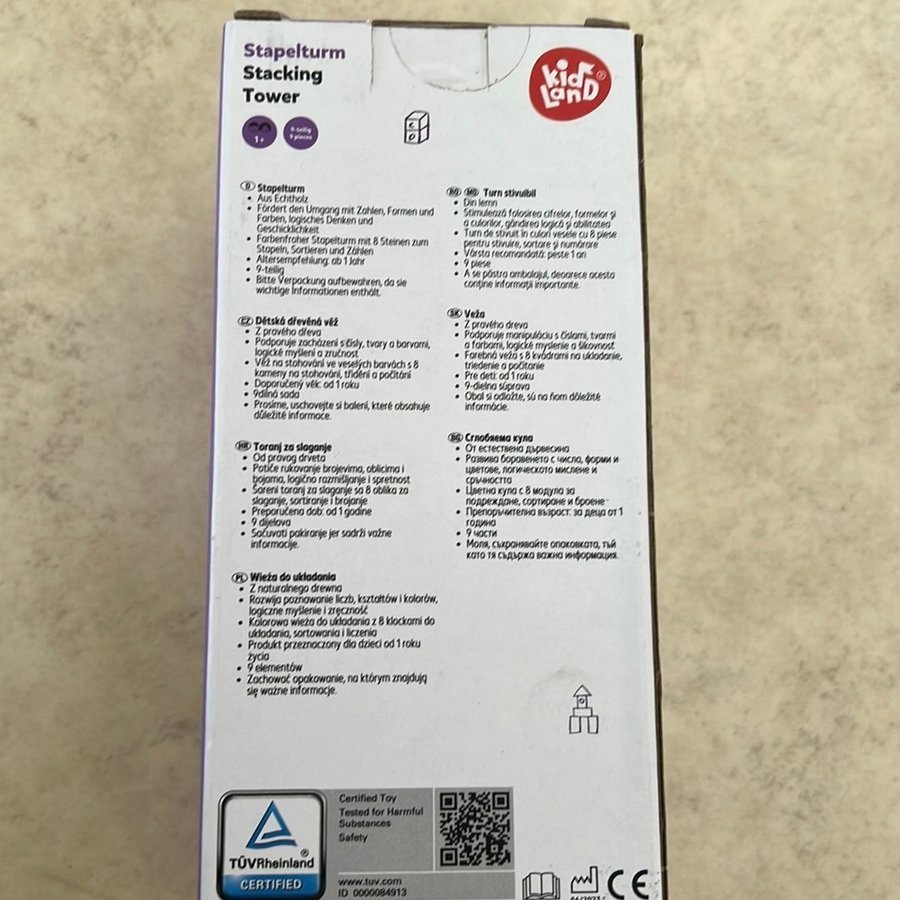 Stapelturm
Stacking
Tower
kid
LanD®
1+
9-teilig
9 pieces
D Stapelturm
• Aus Echtholz
• Fördert den Umgang mit Zahlen, Formen und
Farben, logisches Denken und
Geschicklichkeit
• Farbenfroher Stapelturm mit 8 Steinen zum
Stapeln, Sortieren und Zählen
• Altersempfehlung: ab 1 Jahr
• 9-teilig
• Bitte Verpackung aufbewahren, da sie
wichtige Informationen enthält.
CZ Dětská dřevěná věž
• Z pravého dřeva
• Podporuje zacházení s čísly, tvary a barvami,
logické myšlení a zručnost
• Věž na stohování ve veselých barvách s 8
kameny na stohování, třídění a počítání
• Doporučený věk: od 1 roku
• 9dílná sada
• Prosíme, uschovejte si balení, které obsahuje
důležité informace.
HR Toranj za slaganje
• Od pravog drveta
• Potiče rukovanje brojevima, oblicima i
bojama, logično razmišljanje i spretnost
• Šareni toranj za slaganje sa 8 oblika za
slaganje, sortiranje i brojanje
• Preporučena dob: od 1 godine
• 9 dijelova
• Sačuvati pakiranje jer sadrži važne
informacije.
PL Wieża do układania
• Z naturalnego drewna
• Rozwija poznawanie liczb, kształtów i kolorów,
logiczne myślenie i zręczność
• Kolorowa wieża do układania z 8 klockami do
układania, sortowania i liczenia
• Produkt przeznaczony dla dzieci od 1 roku
życia
• 9 elementów
• Zachować opakowanie, na którym znajdują
się ważne informacje.
RO MD Turn stivuibil
• Din lemn
• Stimulează folosirea cifrelor, formelor și
a culorilor, gândirea logică și abilitatea
• Turn de stivuit în culori vesele cu 8 piese
pentru stivuire, sortare și numărare
• Vârsta recomandată: peste 1 an
• 9 piese
• A se păstra ambalajul, deoarece acesta
conține informații importante.
SK Veža
• Z pravého dreva
• Podporuje manipuláciu s číslami, tvarmi
a farbami, logické myslenie a šikovnosť
• Farebná veža s 8 kvádrami na ukladanie,
triedenie a počítanie
• Pre deti: od 1 roku
• 9-dielna súprava
• Obal si odložte, sú na ňom dôležité
informácie.
BG Сглобяема кула
• От естествена дървесина
• Развива боравенето с числа, форми и
цветове, логическото мислене и
сръчността
• Цветна кула с 8 модула за
подреждане, сортиране и броене
• Препоръчителна възраст: за деца от 1
година
• 9 части
• Моля, съхранявайте опаковката, тъй
като тя съдържа важна информация.
TÜVRheinland®
CERTIFIED
Certified Toy
Tested for Harmful
Substances
Safety
www.tuv.com
ID 0000084913
CE